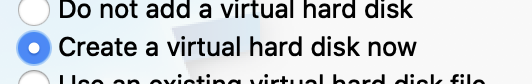 Do not add a virtual hard disk
Create a virtual hard disk now
Use an existing virtual hard disk file